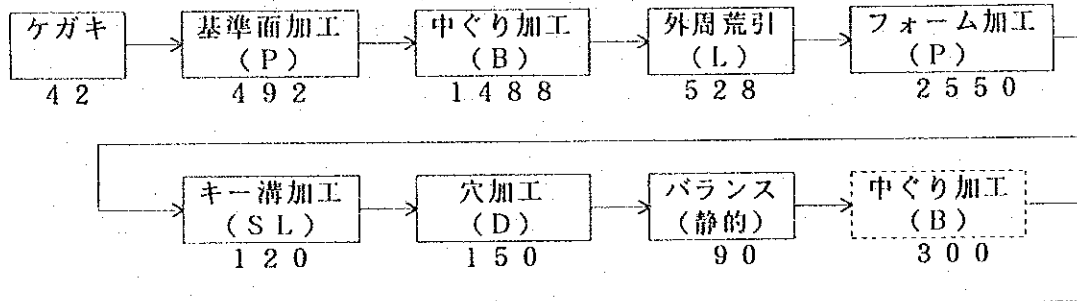 ケガキ
42
基準面加工
(P)
492
中ぐり加工
(B)
1488
外周荒引
(L)
528
フォーム加工
(P)
2550
キー溝加工
(SL)
120
穴加工
(D)
150
バランス
(静的)
90
中ぐり加工
(B)
300